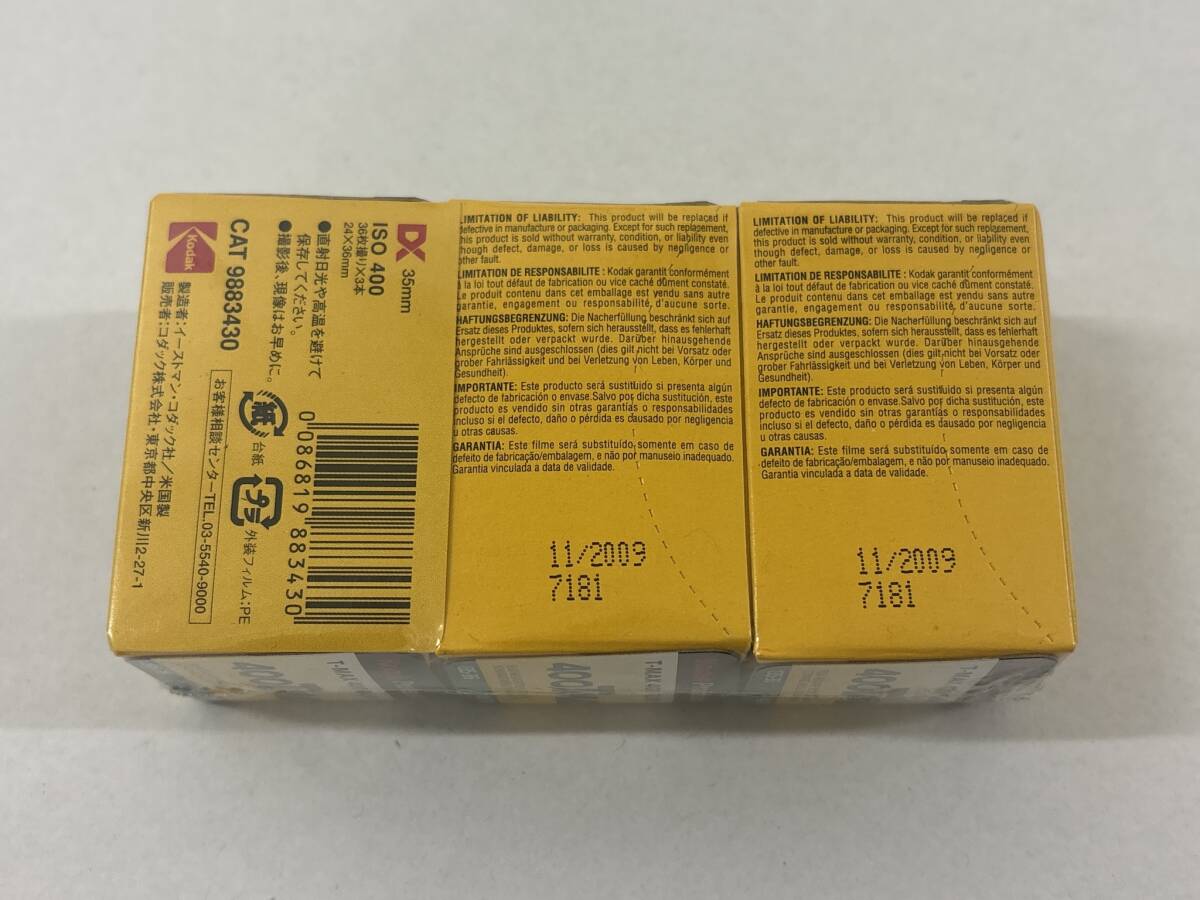 Kodak
CAT 9883430
製造者:イーストマン・コダック社/米国製
販売者:コダック株式会社・東京都中央区新川2-27-1
お客様相談センターTEL.03-5540-9000
DX 35mm
ISO 400
36枚撮り×3本
24×36mm
●直射日光や高温を避けて
保存してください。
●撮影後、現像はお早めに。
紙
台紙
プラ
外装フィルム:PE
0 086819 883430
LIMITATION OF LIABILITY: This product will be replaced if
defective in manufacture or packaging. Except for such replacement,
this product is sold without warranty, condition, or liability even
though defect, damage, or loss is caused by negligence or
other fault.
LIMITATION DE RESPONSABILITE : Kodak garantit conformément
à la loi tout défaut de fabrication ou vice caché dûment constaté.
Le produit contenu dans cet emballage est vendu sans autre
garantie, engagement ou responsabilité, d'aucune sorte.
HAFTUNGSBEGRENZUNG: Die Nacherfüllung beschränkt sich auf
Ersatz dieses Produktes, sofern sich herausstellt, dass es fehlerhaft
hergestellt oder verpackt wurde. Darüber hinausgehende
Ansprüche sind ausgeschlossen (dies gilt nicht bei Vorsatz oder
grober Fahrlässigkeit und bei Verletzung von Leben, Körper und
Gesundheit).
IMPORTANTE: Este producto será sustituido si presenta algún
defecto de fabricación o envase.Salvo por dicha sustitución, este
producto es vendido sin otras garantías o responsabilidades
incluso si el defecto, daño o pérdida es causado por negligencia
u otras causas.
GARANTIA: Este filme será substituído somente em caso de
defeito de fabricação/embalagem, e não por manuseio inadequado.
Garantia vinculada a data de validade.
11/2009
7181
LIMITATION OF LIABILITY: This product will be replaced if
defective in manufacture or packaging. Except for such replacement,
this product is sold without warranty, condition, or liability even
though defect, damage, or loss is caused by negligence or
other fault.
LIMITATION DE RESPONSABILITE : Kodak garantit conformément
à la loi tout défaut de fabrication ou vice caché dûment constaté.
Le produit contenu dans cet emballage est vendu sans autre
garantie, engagement ou responsabilité, d'aucune sorte.
HAFTUNGSBEGRENZUNG: Die Nacherfüllung beschränkt sich auf
Ersatz dieses Produktes, sofern sich herausstellt, dass es fehlerhaft
hergestellt oder verpackt wurde. Darüber hinausgehende
Ansprüche sind ausgeschlossen (dies gilt nicht bei Vorsatz oder
grober Fahrlässigkeit und bei Verletzung von Leben, Körper und
Gesundheit).
IMPORTANTE: Este producto será sustituido si presenta algún
defecto de fabricación o envase.Salvo por dicha sustitución, este
producto es vendido sin otras garantías o responsabilidades
incluso si el defecto, daño o pérdida es causado por negligencia
u otras causas.
GARANTIA: Este filme será substituído somente em caso de
defeito de fabricação/embalagem, e não por manuseio inadequado.
Garantia vinculada a data de validade.
11/2009
7181
400
T-MAX
400
T-MAX
400
T-MAX